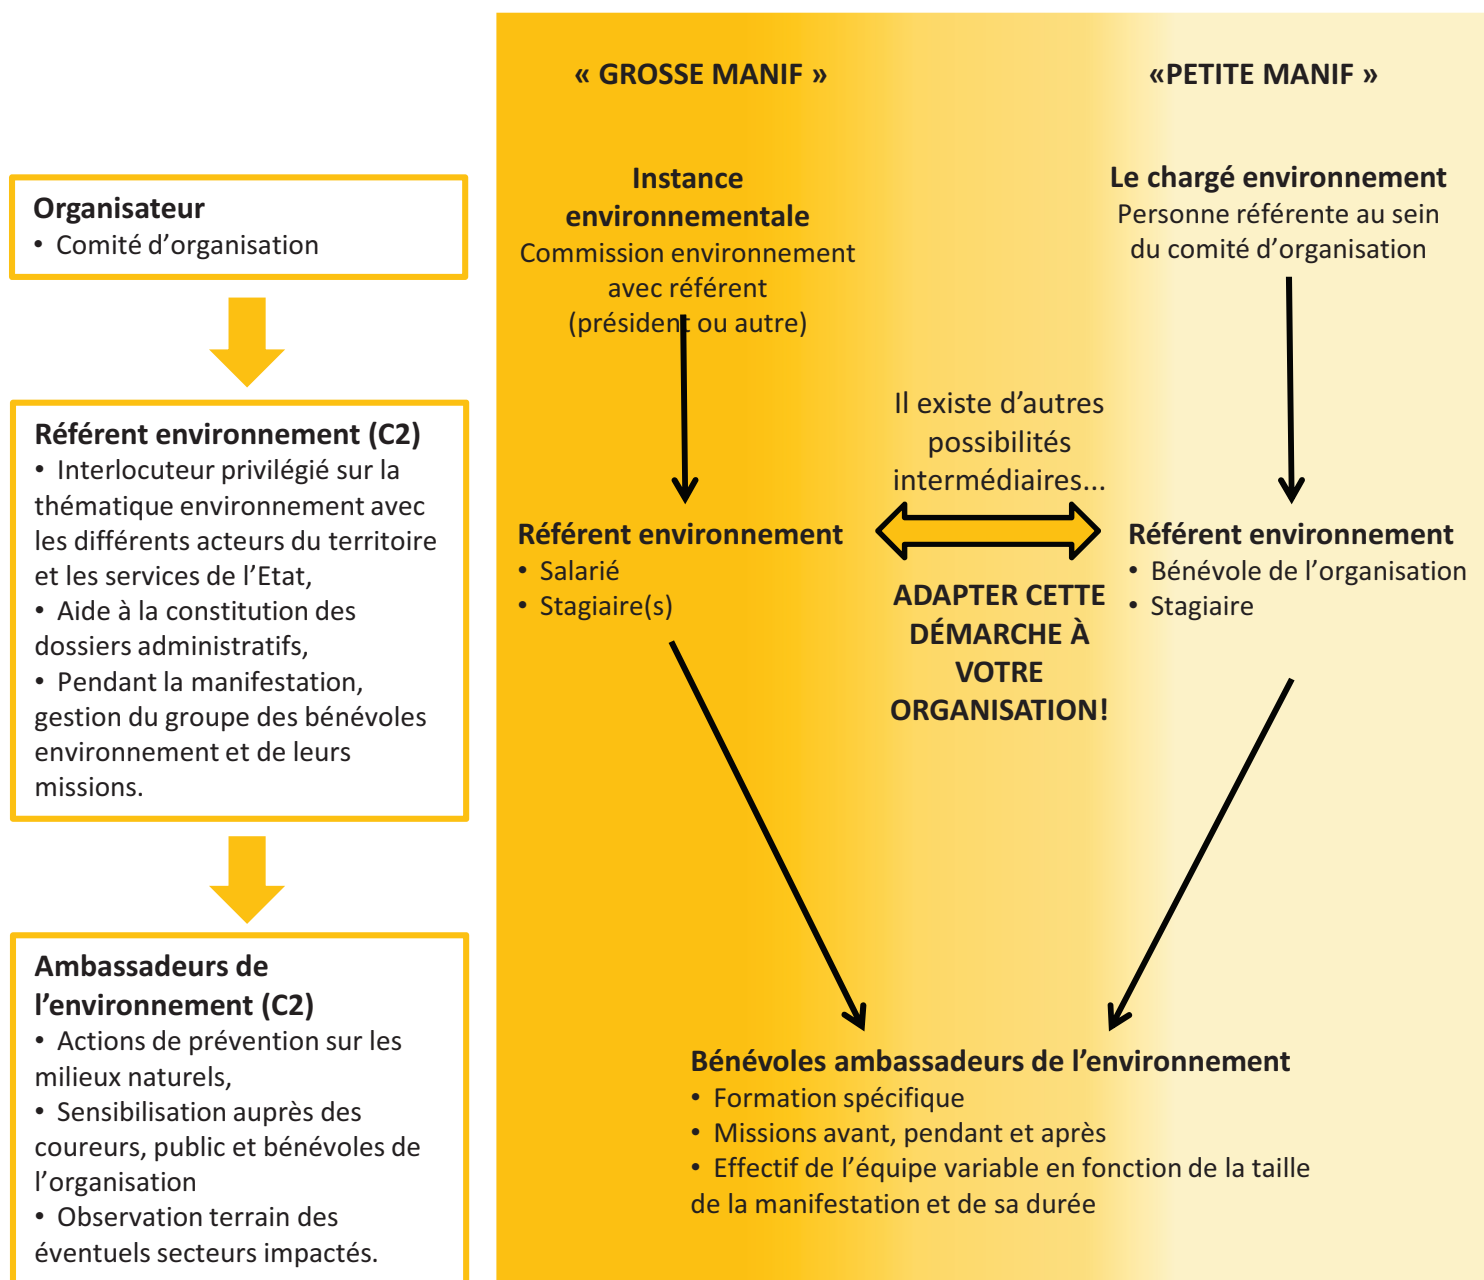 « GROSSE MANIF »
«PETITE MANIF »
Organisateur
• Comité d'organisation
Instance
environnementale
Commission environnement
avec référent
(président ou autre)
Le chargé environnement
Personne référente au sein
du comité d'organisation
Référent environnement (C2)
• Interlocuteur privilégié sur la
thématique environnement avec
les différents acteurs du territoire
et les services de l'Etat,
• Aide à la constitution des
dossiers administratifs,
• Pendant la manifestation,
gestion du groupe des bénévoles
environnement et de leurs
missions.
Référent environnement
• Salarié
• Stagiaire(s)
Il existe d'autres
possibilités
intermédiaires...
ADAPTER CETTE
DÉMARCHE À
VOTRE
ORGANISATION!
Référent environnement
• Bénévole de l'organisation
• Stagiaire
Ambassadeurs de
l'environnement (C2)
• Actions de prévention sur les
milieux naturels,
• Sensibilisation auprès des
coureurs, public et bénévoles de
l'organisation
• Observation terrain des
éventuels secteurs impactés.
Bénévoles ambassadeurs de l'environnement
• Formation spécifique
• Missions avant, pendant et après
• Effectif de l'équipe variable en fonction de la taille
de la manifestation et de sa durée